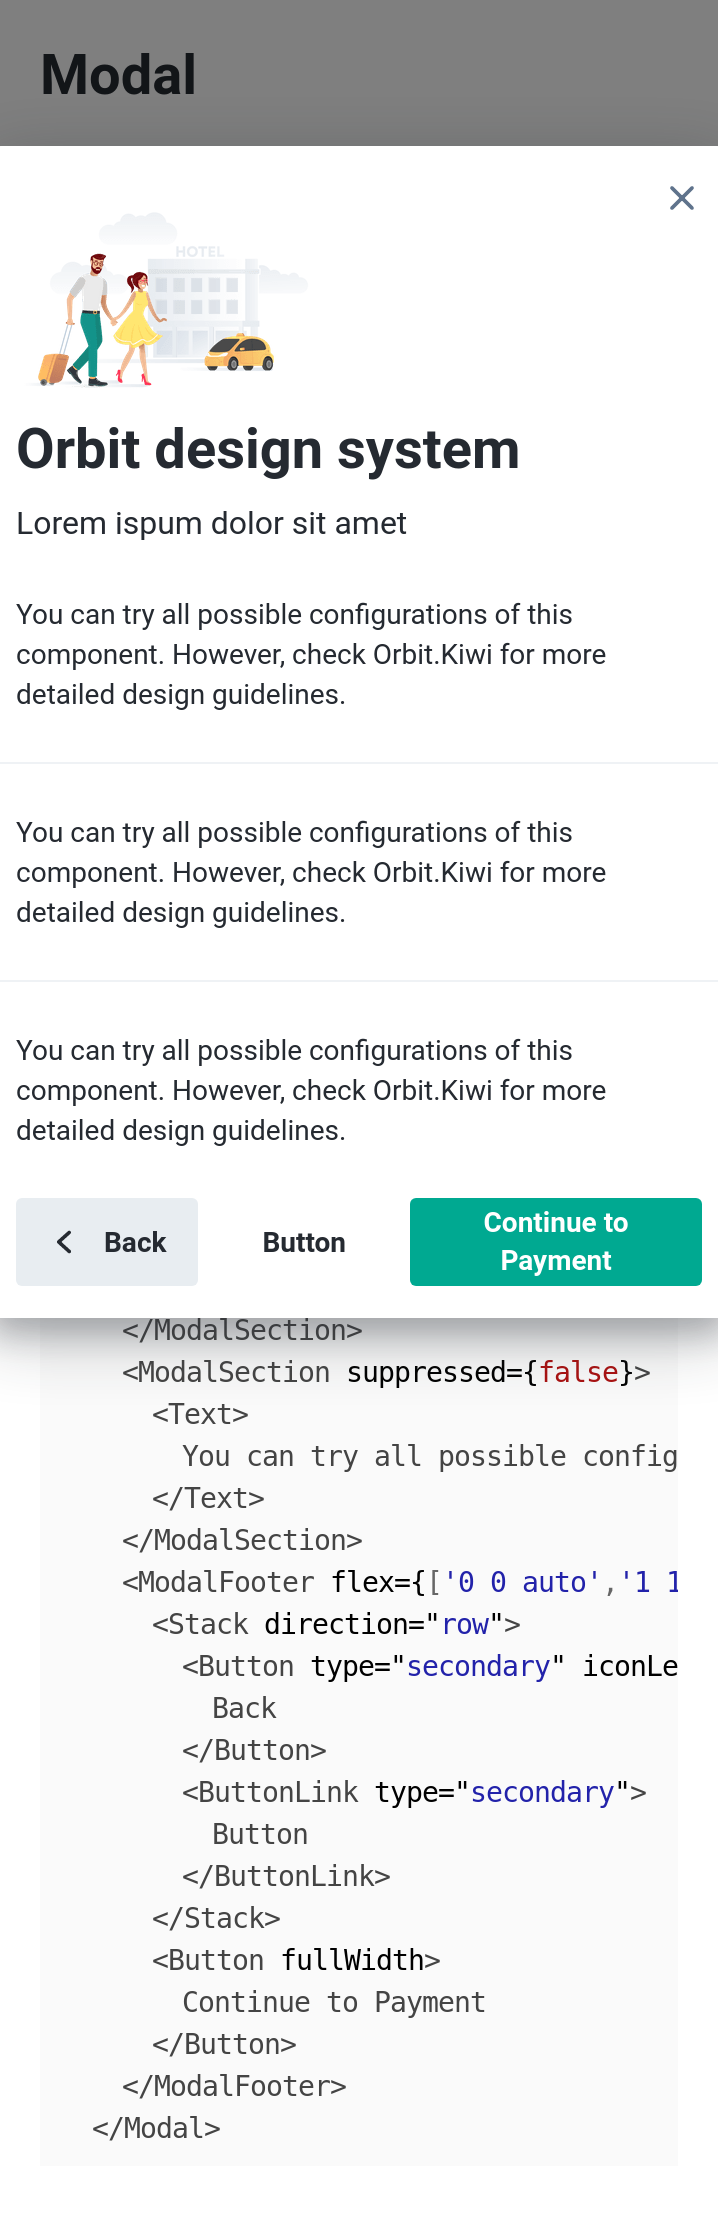 Modal
HOTEL
Orbit design system
Lorem ispum dolor sit amet
You can try all possible configurations of this
component. However, check Orbit.Kiwi for more
detailed design guidelines.
You can try all possible configurations of this
component. However, check Orbit.Kiwi for more
detailed design guidelines.
You can try all possible configurations of this
component. However, check Orbit.Kiwi for more
detailed design guidelines.
Back
Button
Continue to
Payment
</ModalSection>
<ModalSection suppressed={false}>
<Text>
You can try all possible config
</Text>
</ModalSection>
<ModalFooter flex={['0 0 auto','1 1
<Stack direction="row">
<Button type="secondary" iconLe
Back
</Button>
<ButtonLink type="secondary">
Button
</ButtonLink>
</Stack>
<Button fullWidth>
Continue to Payment
</Button>
</ModalFooter>
</Modal>